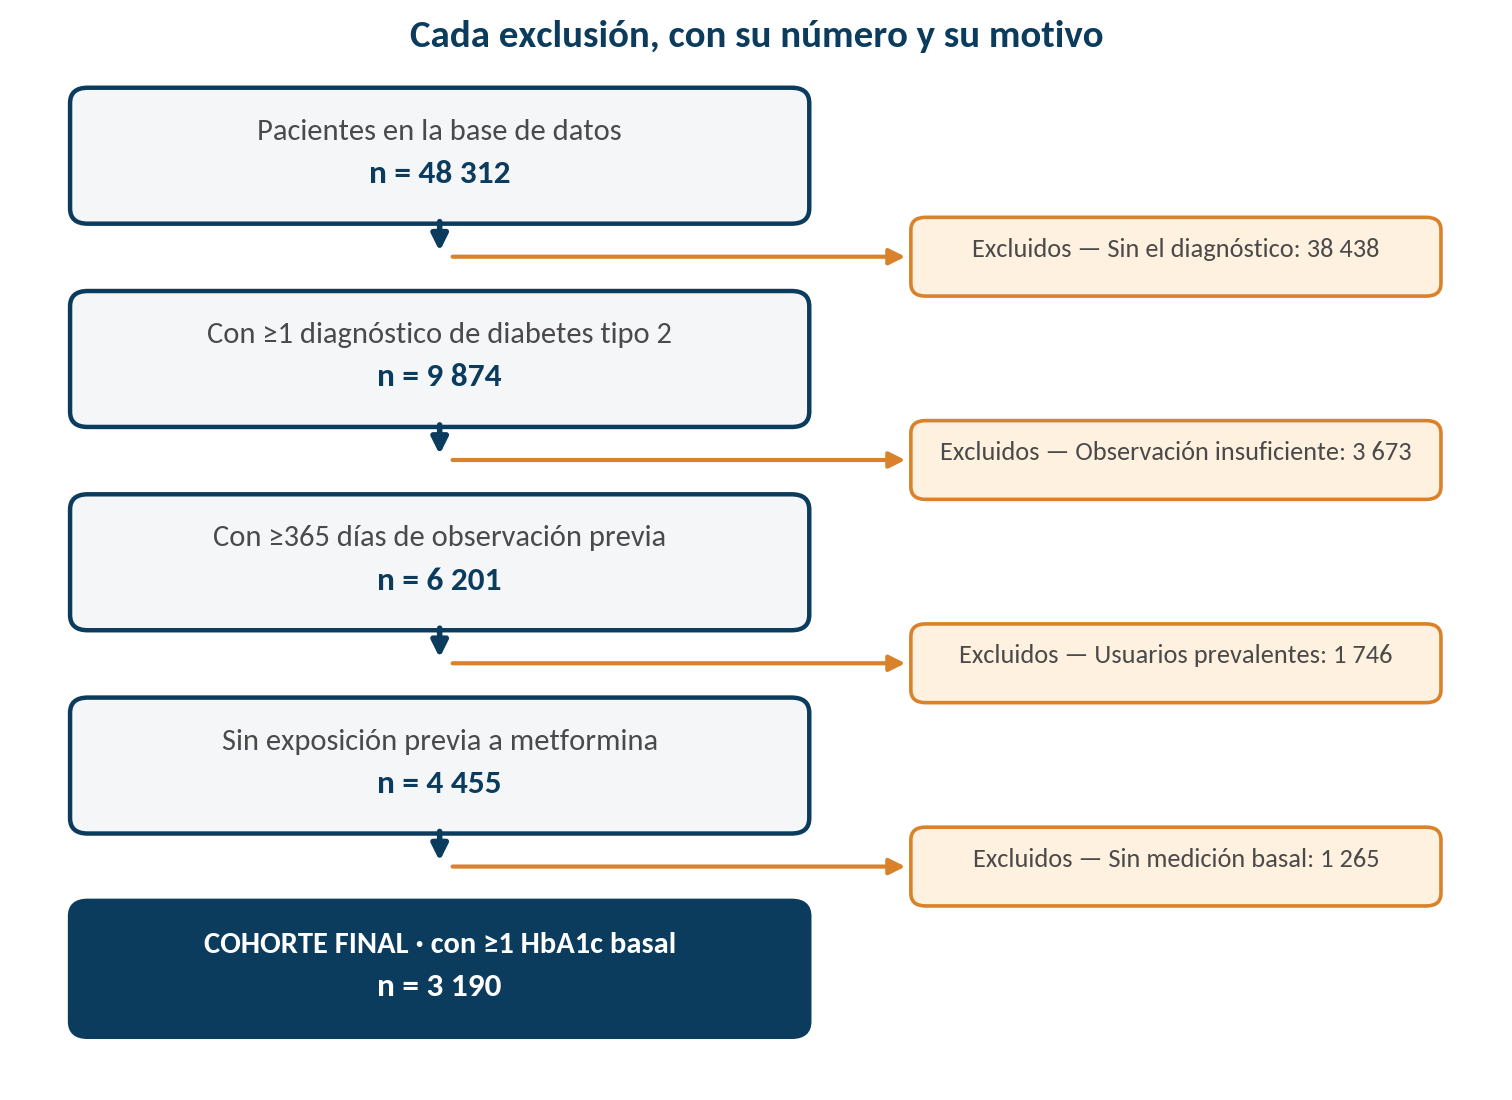 Cada exclusión, con su número y su motivo
Pacientes en la base de datos
n = 48 312
Excluidos — Sin el diagnóstico: 38 438
Con ≥1 diagnóstico de diabetes tipo 2
n = 9 874
Excluidos — Observación insuficiente: 3 673
Con ≥365 días de observación previa
n = 6 201
Excluidos — Usuarios prevalentes: 1 746
Sin exposición previa a metformina
n = 4 455
Excluidos — Sin medición basal: 1 265
COHORTE FINAL · con ≥1 HbA1c basal
n = 3 190